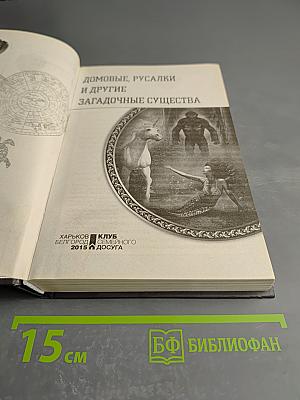 ДОМОВЫЕ, РУСАЛКИ
И ДРУГИЕ
ЗАГАДОЧНЫЕ СУЩЕСТВА
ХАРЬКОВ КЛУБ
БЕЛГОРОД СЕМЕЙНОГО
2015 ДОСУГА
15 см
БФ БИБЛИОФАН